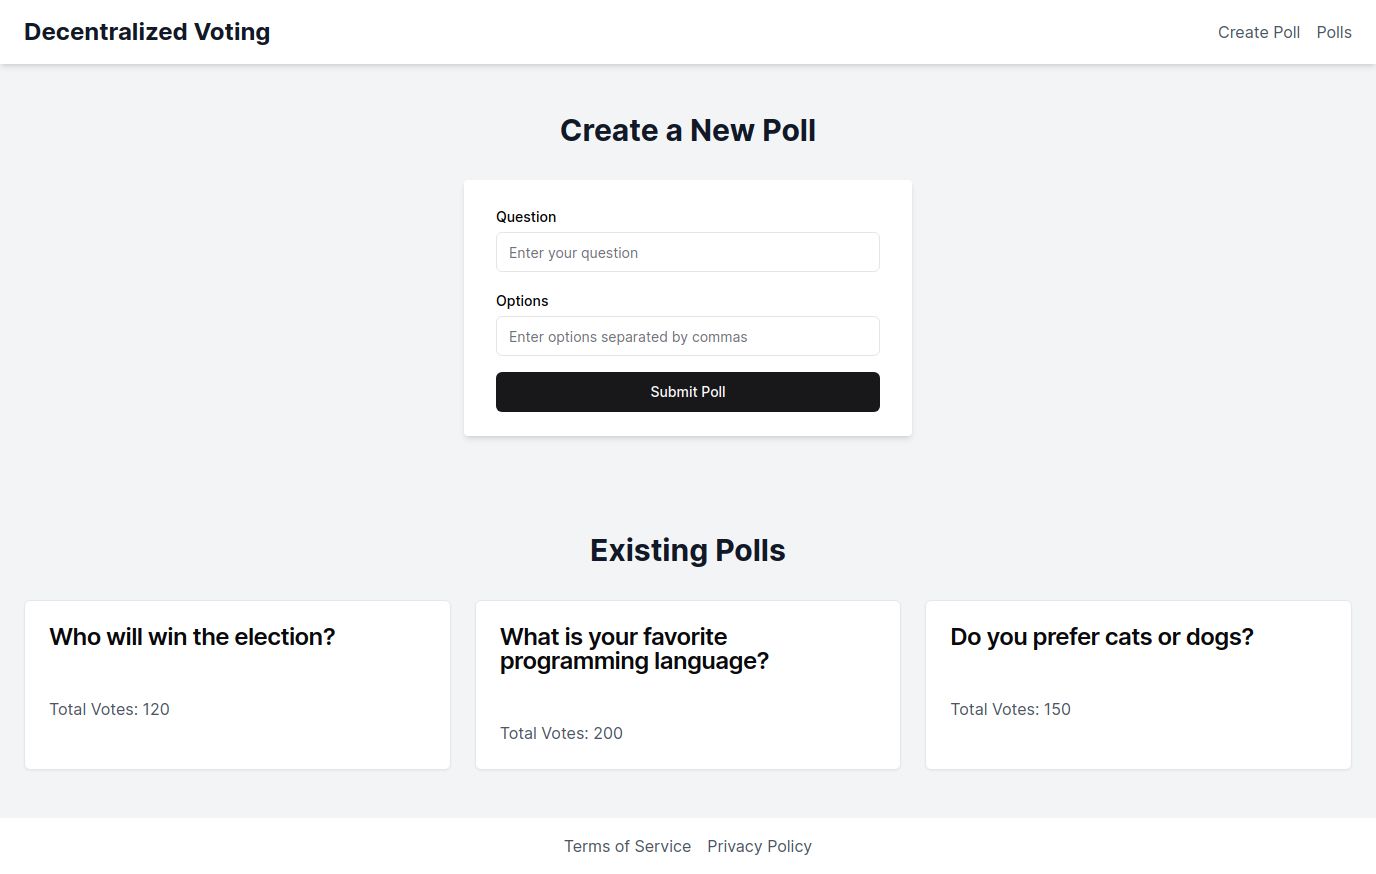 Decentralized Voting
Create Poll
Polls
Create a New Poll
Question
Enter your question
Options
Enter options separated by commas
Submit Poll
Existing Polls
Who will win the election?
Total Votes: 120
What is your favorite
programming language?
Total Votes: 200
Do you prefer cats or dogs?
Total Votes: 150
Terms of Service
Privacy Policy